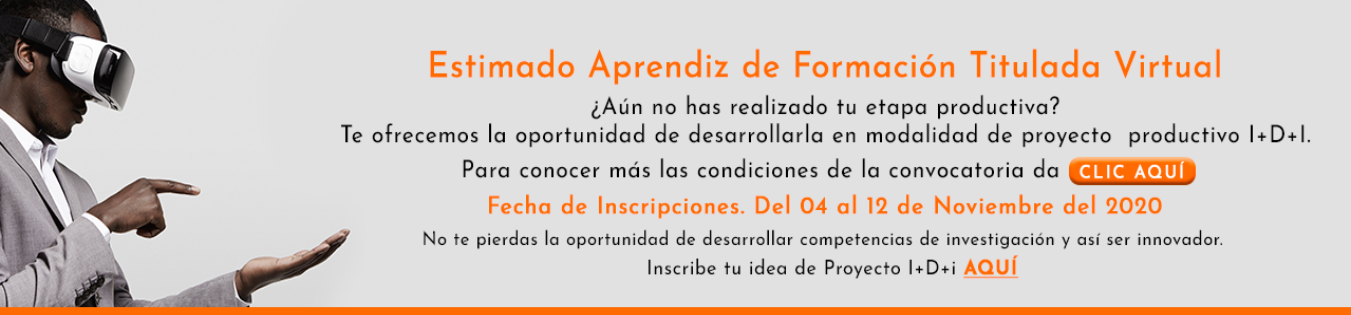 Estimado Aprendiz de Formación Titulada Virtual
¿Aún no has realizado tu etapa productiva?
Te ofrecemos la oportunidad de desarrollarla en modalidad de proyecto productivo I+D+I.
Para conocer más las condiciones de la convocatoria da CLIC AQUÍ
Fecha de Inscripciones. Del 04 al 12 de Noviembre del 2020
No te pierdas la oportunidad de desarrollar competencias de investigación y así ser innovador.
Inscribe tu idea de Proyecto I+D+i AQUÍ